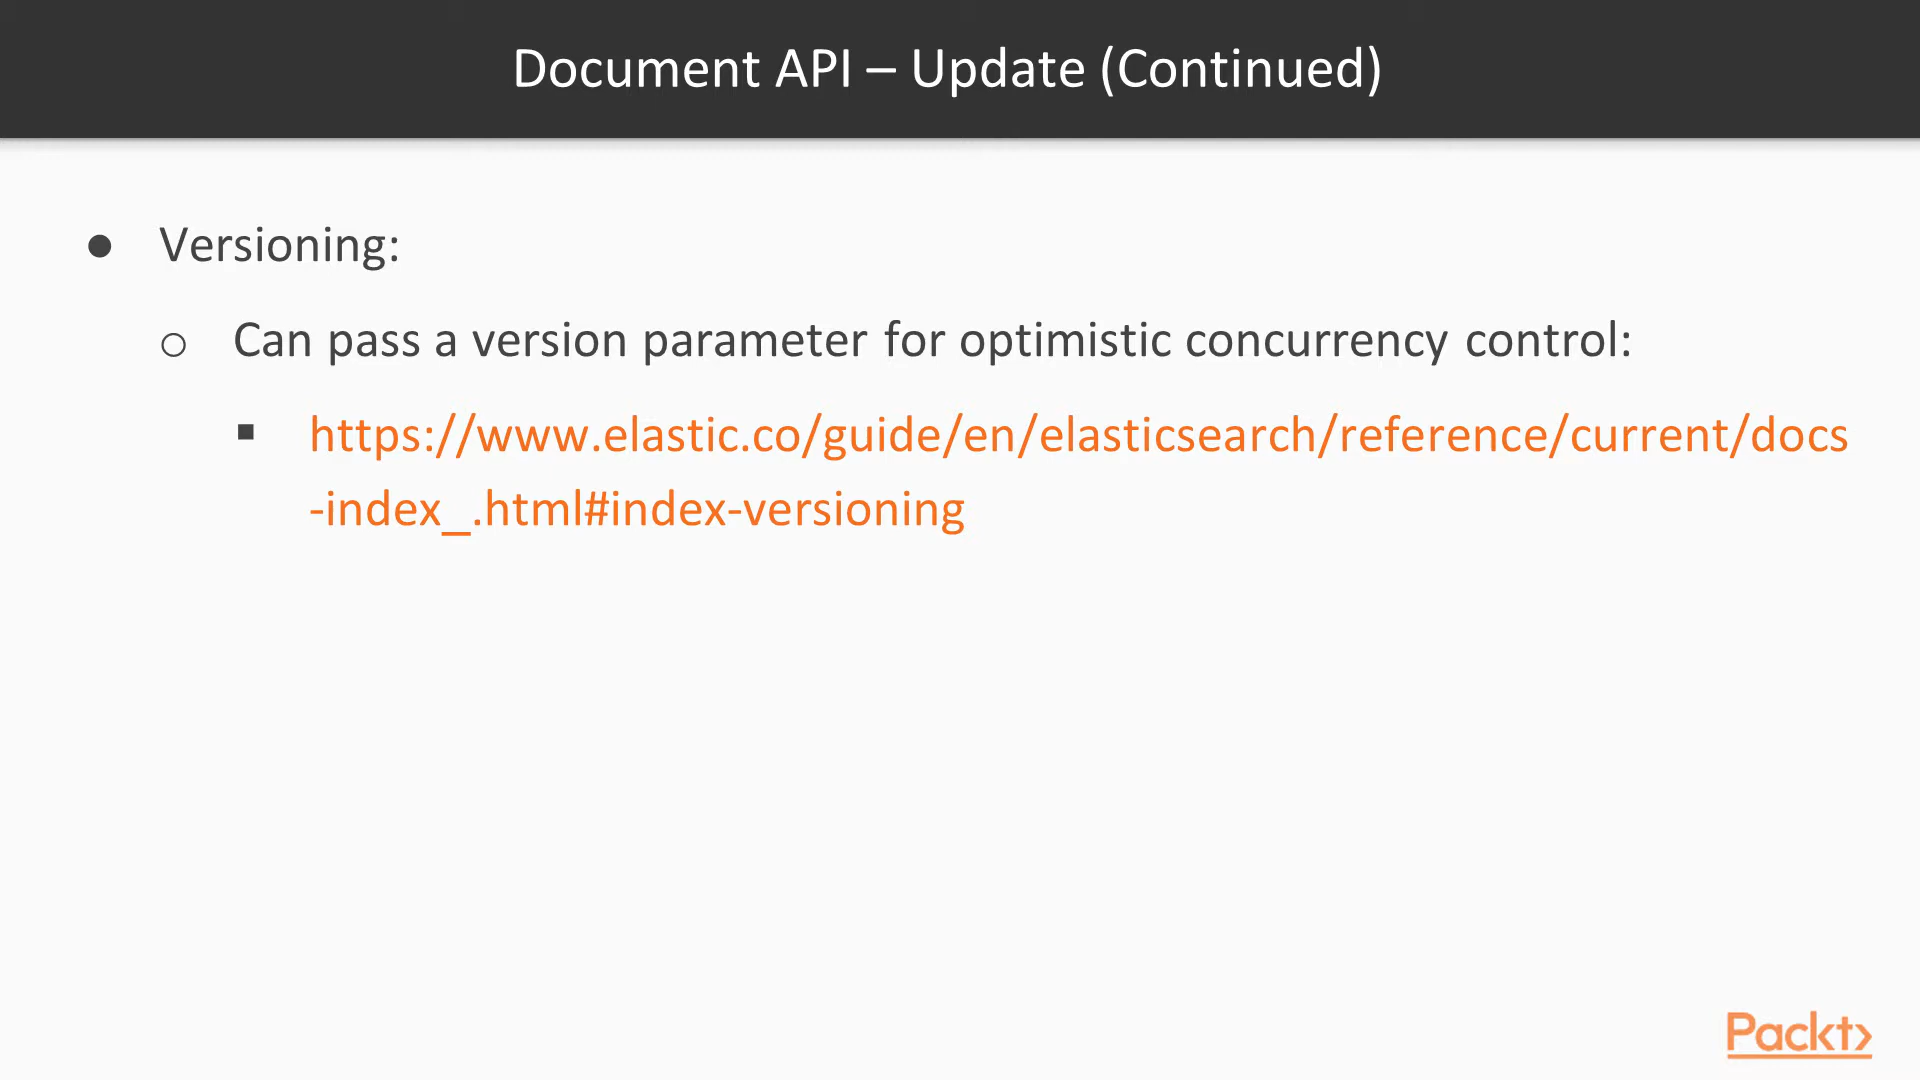 Document API – Update (Continued)
● Versioning:
○ Can pass a version parameter for optimistic concurrency control:
▪ https://www.elastic.co/guide/en/elasticsearch/reference/current/docs
-index_.html#index-versioning
Packt>